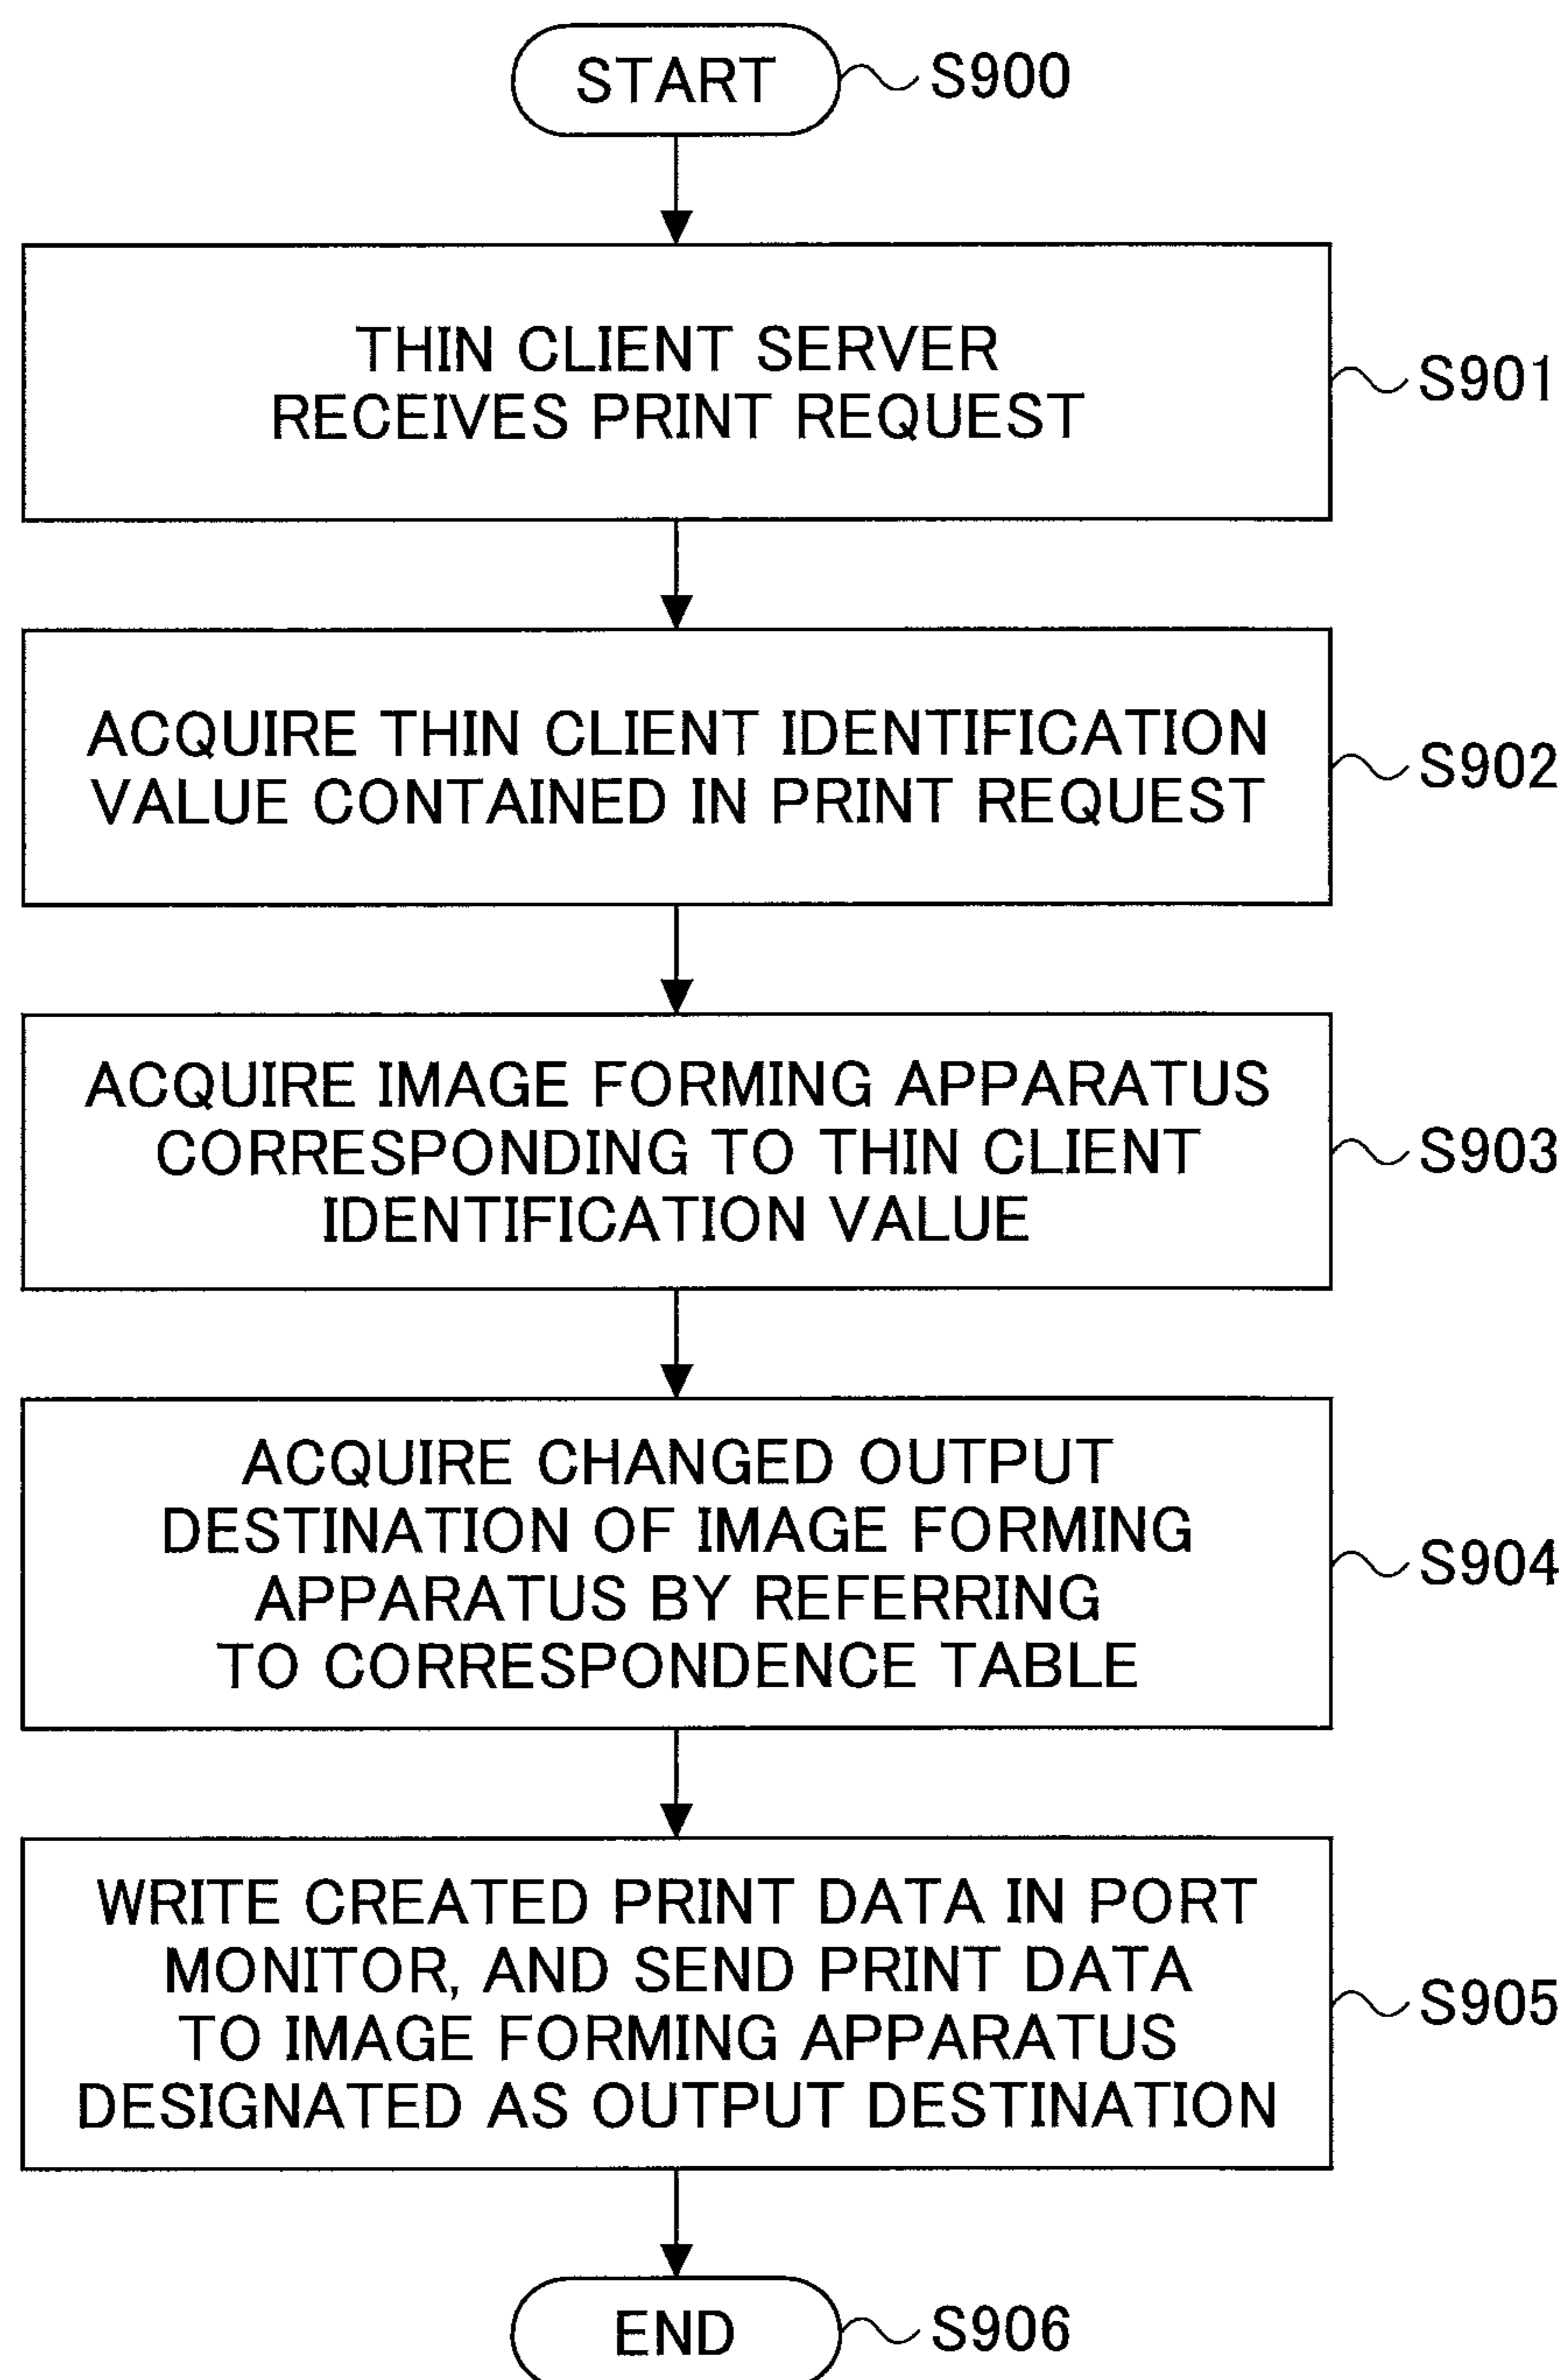 START
S900
THIN CLIENT SERVER
RECEIVES PRINT REQUEST
S901
ACQUIRE THIN CLIENT IDENTIFICATION
VALUE CONTAINED IN PRINT REQUEST
S902
ACQUIRE IMAGE FORMING APPARATUS
CORRESPONDING TO THIN CLIENT
IDENTIFICATION VALUE
S903
ACQUIRE CHANGED OUTPUT
DESTINATION OF IMAGE FORMING
APPARATUS BY REFERRING
TO CORRESPONDENCE TABLE
S904
WRITE CREATED PRINT DATA IN PORT
MONITOR, AND SEND PRINT DATA
TO IMAGE FORMING APPARATUS
DESIGNATED AS OUTPUT DESTINATION
S905
END
S906